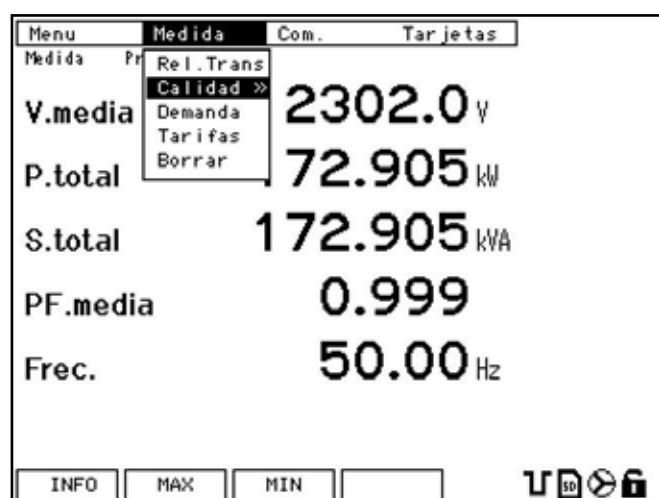 Menu Medida Com. Tarjetas
Medida Pr
Rel.Trans
Calidad »
Demanda
Tarifas
Borrar
V.media 2302.0 V
P.total 172.905 kW
S.total 172.905 kVA
PF.media 0.999
Frec. 50.00 Hz
INFO MAX MIN
SD